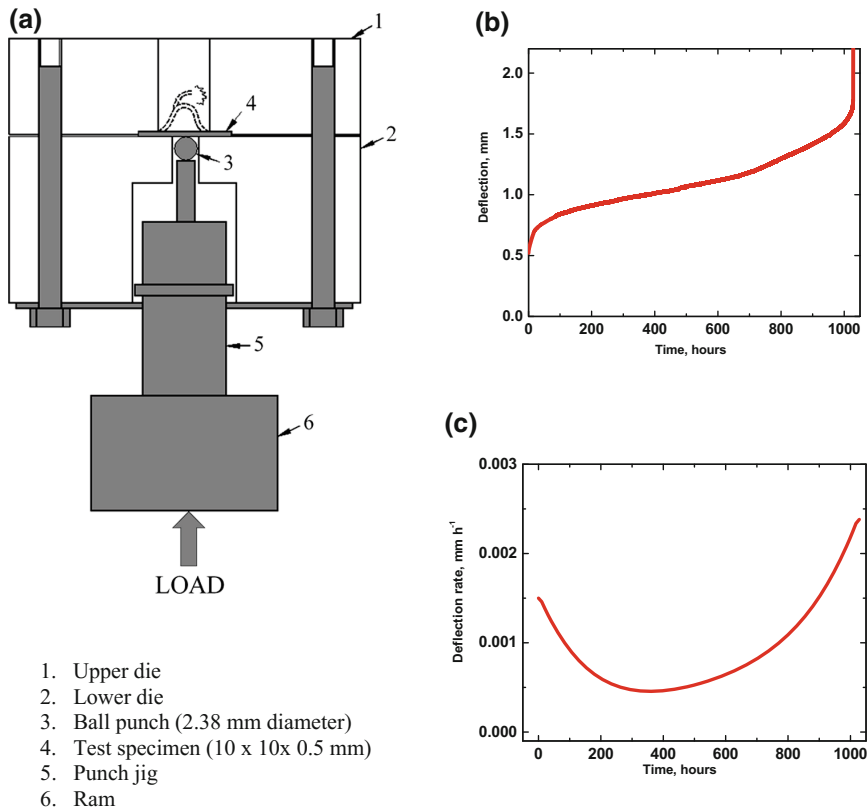 (a)
1
4
2
3
5
6
LOAD
1. Upper die
2. Lower die
3. Ball punch (2.38 mm diameter)
4. Test specimen (10 x 10x 0.5 mm)
5. Punch jig
6. Ram
(b)
Deflection, mm
2.0
1.5
1.0
0.5
0.0
0 200 400 600 800 1000
Time, hours
(c)
Deflection rate, mm h-1
0.003
0.002
0.001
0.000
0 200 400 600 800 1000
Time, hours